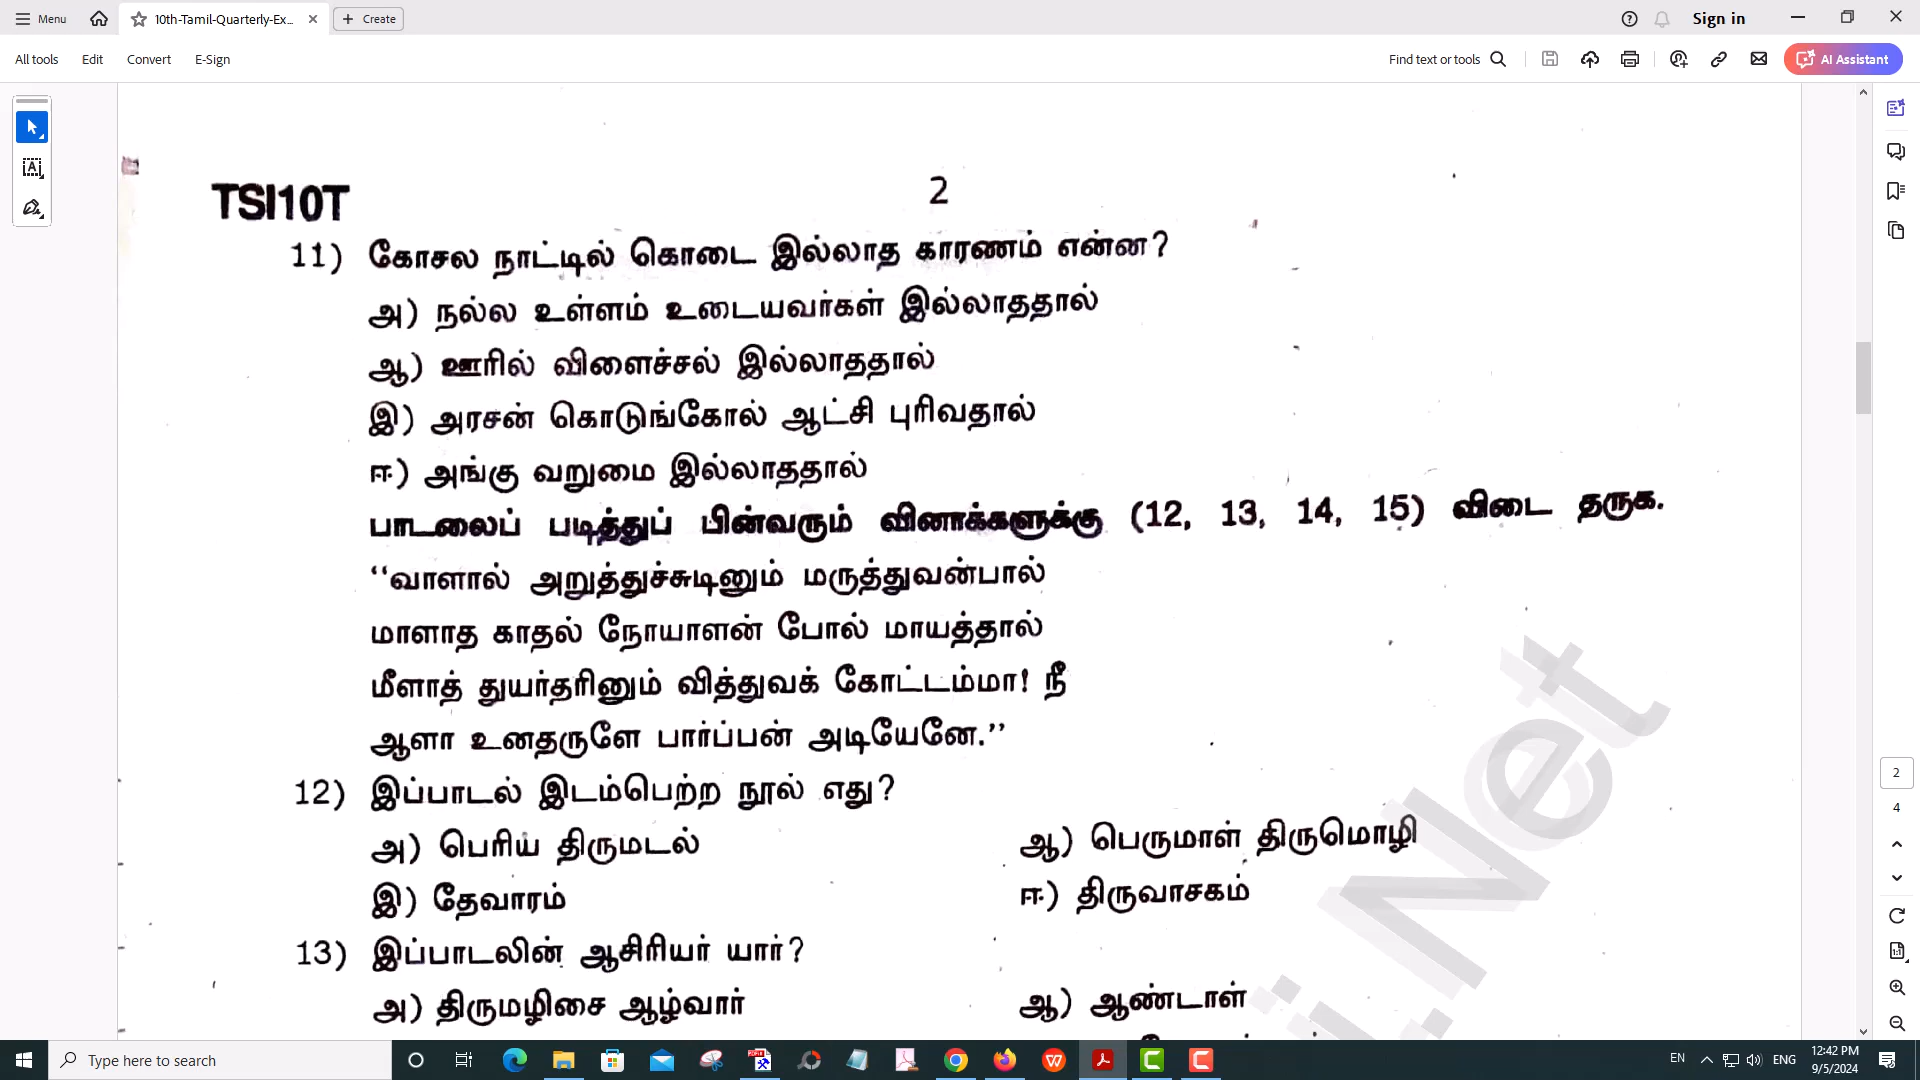 Menu
10th-Tamil-Quarterly-Ex...
Create
Sign in
All tools Edit Convert E-Sign
Find text or tools
AI Assistant
TSI10T 2
11) கோசல நாட்டில் கொடை இல்லாத காரணம் என்ன?
அ) நல்ல உள்ளம் உடையவர்கள் இல்லாததால்
ஆ) ஊரில் விளைச்சல் இல்லாததால்
இ) அரசன் கொடுங்கோல் ஆட்சி புரிவதால்
ஈ) அங்கு வறுமை இல்லாததால்
பாடலைப் படித்துப் பின்வரும் வினாக்களுக்கு (12, 13, 14, 15) விடை தருக.
‘‘வாளால் அறுத்துச்சுடினும் மருத்துவன்பால்
மாளாத காதல் நோயாளன் போல் மாயத்தால்
மீளாத் துயர்தரினும் வித்துவக் கோட்டம்மா! நீ
ஆளா உனதருளே பார்ப்பன் அடியேனே.’’
12) இப்பாடல் இடம்பெற்ற நூல் எது?
அ) பெரிய திருமடல் ஆ) பெருமாள் திருமொழி
இ) தேவாரம் ஈ) திருவாசகம்
13) இப்பாடலின் ஆசிரியர் யார்?
அ) திருமழிசை ஆழ்வார் ஆ) ஆண்டாள்
i.Net
2
4
Type here to search
EN ENG
12:42 PM
9/5/2024